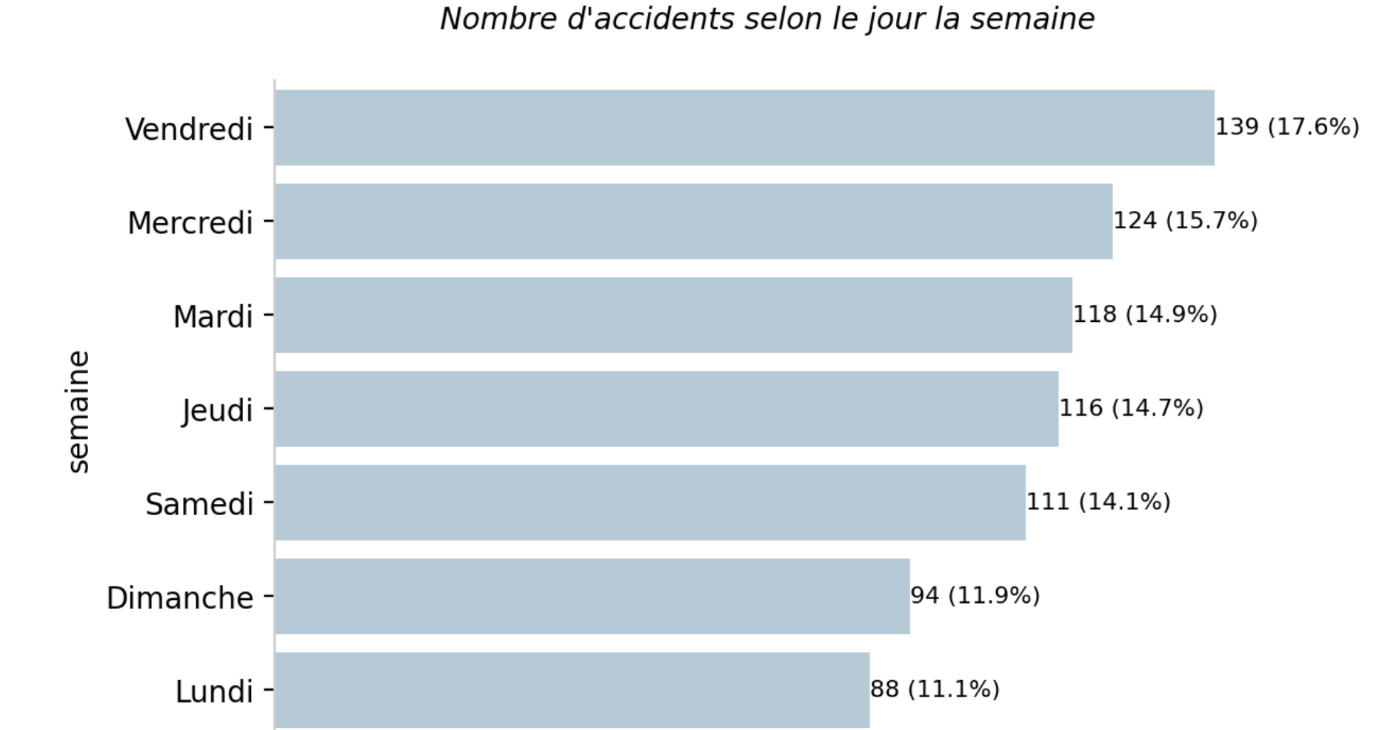 Nombre d'accidents selon le jour la semaine
Vendredi 139 (17.6%)
Mercredi 124 (15.7%)
Mardi 118 (14.9%)
semaine
Jeudi 116 (14.7%)
Samedi 111 (14.1%)
Dimanche 94 (11.9%)
Lundi 88 (11.1%)